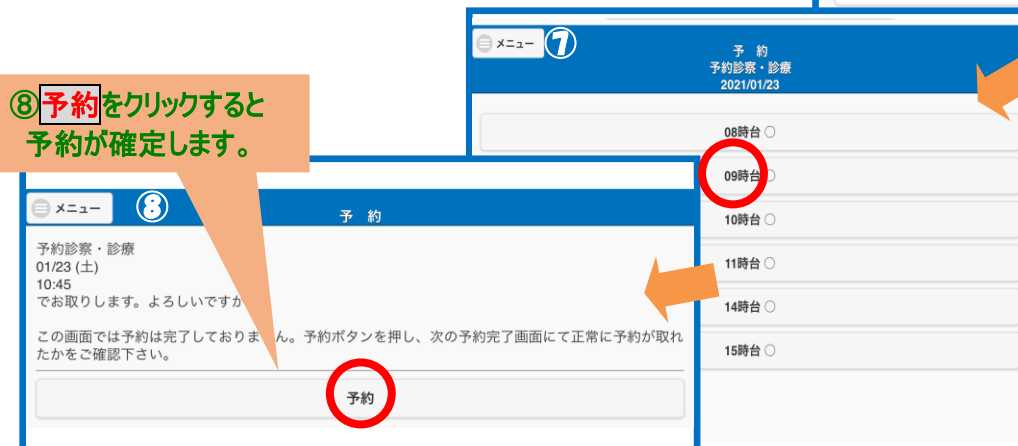 メニュー ⑦
予 約
予約診察・診療
2021/01/23
08時台○
09時台○
10時台○
11時台○
14時台○
15時台○
⑧予約をクリックすると
予約が確定します。
メニュー ⑧
予 約
予約診察・診療
01/23 (土)
10:45
でお取りします。よろしいですか
この画面では予約は完了しておりません。予約ボタンを押し、次の予約完了画面にて正常に予約が取れ
たかをご確認下さい。
予約